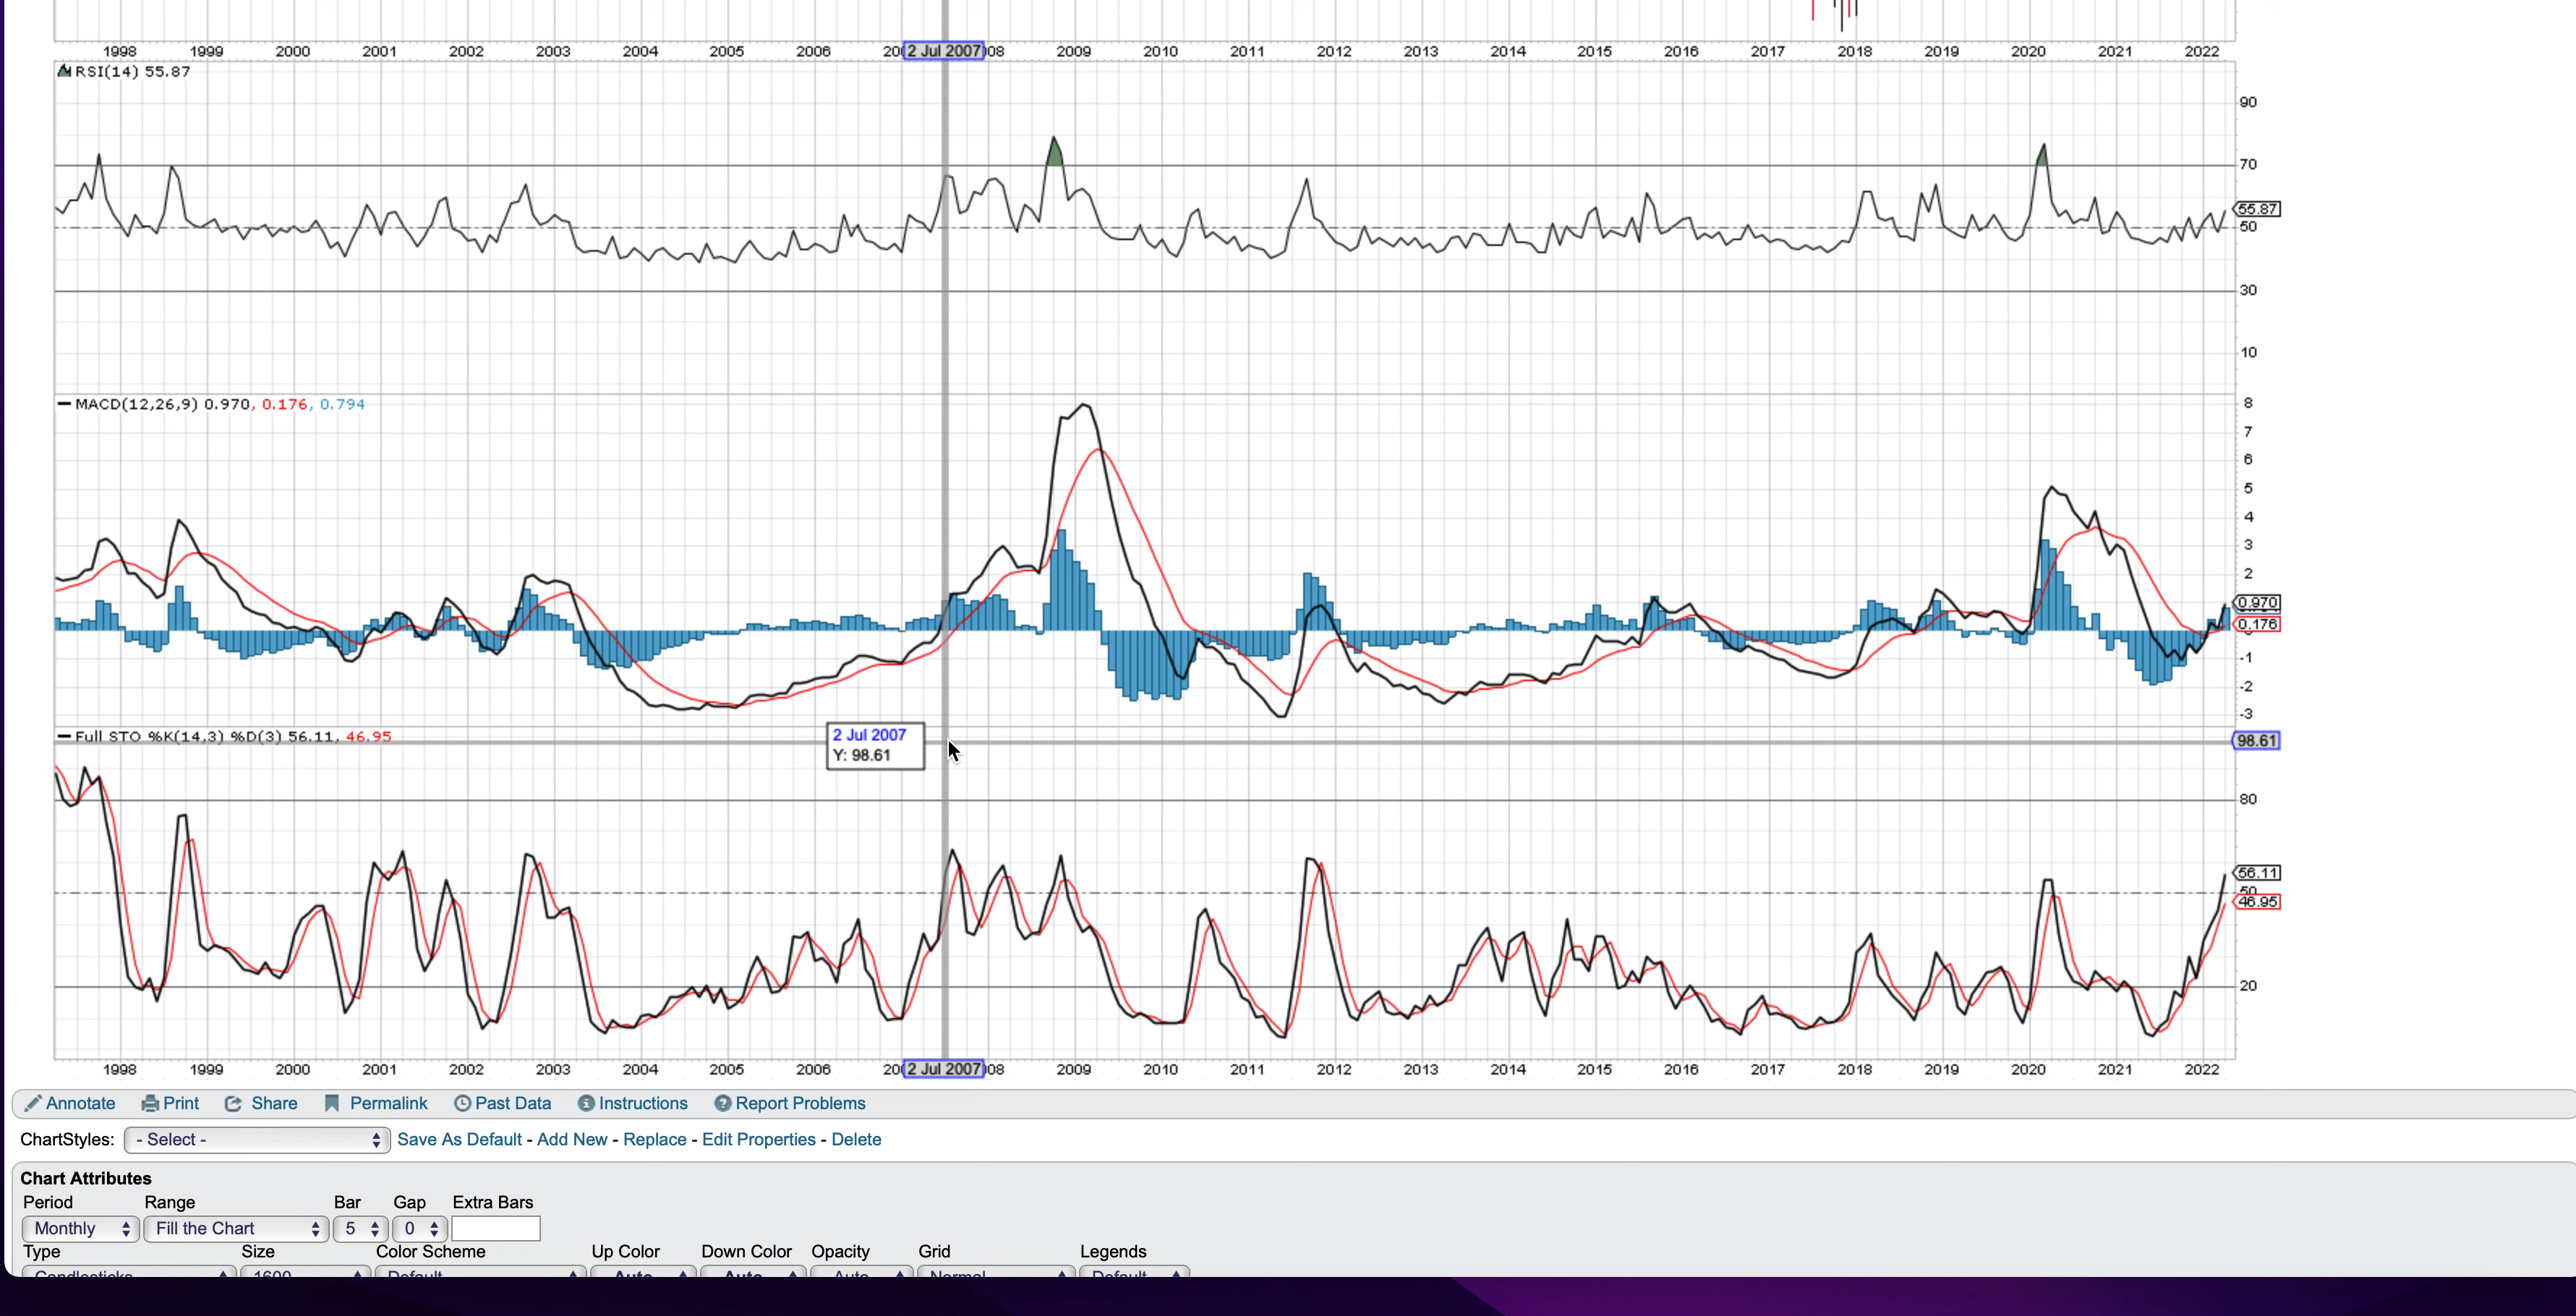 1998 1999 2000 2001 2002 2003 2004 2005 2006 20 2 Jul 2007 08 2009 2010 2011 2012 2013 2014 2015 2016 2017 2018 2019 2020 2021 2022
RSI(14) 55.87
90
70
55.87
50
30
10
MACD(12,26,9) 0.970, 0.176, 0.794
8
7
6
5
4
3
2
0.970
0.176
-1
-2
-3
Full STO %K(14,3) %D(3) 56.11, 46.95
2 Jul 2007
Y: 98.61
98.61
80
56.11
50
46.95
20
1998 1999 2000 2001 2002 2003 2004 2005 2006 20 2 Jul 2007 08 2009 2010 2011 2012 2013 2014 2015 2016 2017 2018 2019 2020 2021 2022
Annotate Print Share Permalink Past Data Instructions Report Problems
ChartStyles: - Select - Save As Default - Add New - Replace - Edit Properties - Delete
Chart Attributes
Period Range Bar Gap Extra Bars
Monthly Fill the Chart 5 0
Type Size Color Scheme Up Color Down Color Opacity Grid Legends
Candlesticks 1600 Default Auto Auto Auto Normal Default